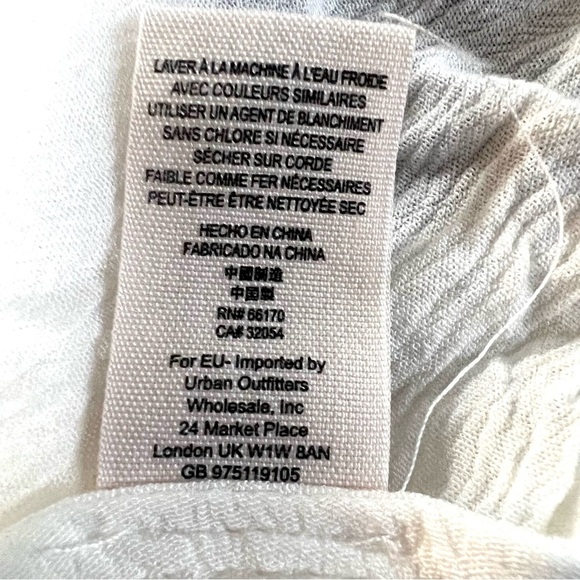 LAVER À LA MACHINE À L'EAU FROIDE
AVEC COULEURS SIMILAIRES
UTILISER UN AGENT DE BLANCHIMENT
SANS CHLORE SI NÉCESSAIRE
SÉCHER SUR CORDE
FAIBLE COMME FER NÉCESSAIRES
PEUT-ÊTRE ÊTRE NETTOYÉE SEC
HECHO EN CHINA
FABRICADO NA CHINA
中國制造
中国製
RN# 66170
CA# 32054
For EU- Imported by
Urban Outfitters
Wholesale, Inc
24 Market Place
London UK W1W 8AN
GB 975119105